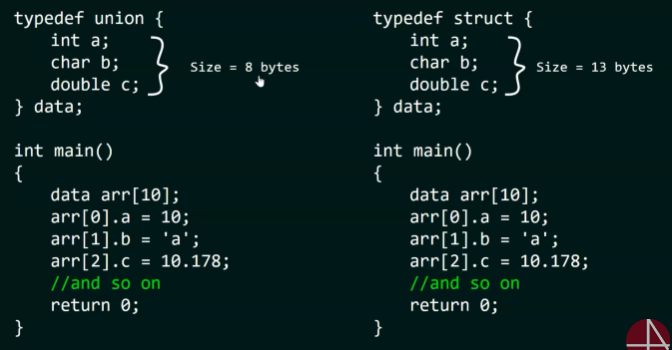 typedef union {
int a;
char b;
double c;
} data;
Size = 8 bytes
int main()
{
data arr[10];
arr[0].a = 10;
arr[1].b = 'a';
arr[2].c = 10.178;
//and so on
return 0;
}
typedef struct {
int a;
char b;
double c;
} data;
Size = 13 bytes
int main()
{
data arr[10];
arr[0].a = 10;
arr[1].b = 'a';
arr[2].c = 10.178;
//and so on
return 0;
}